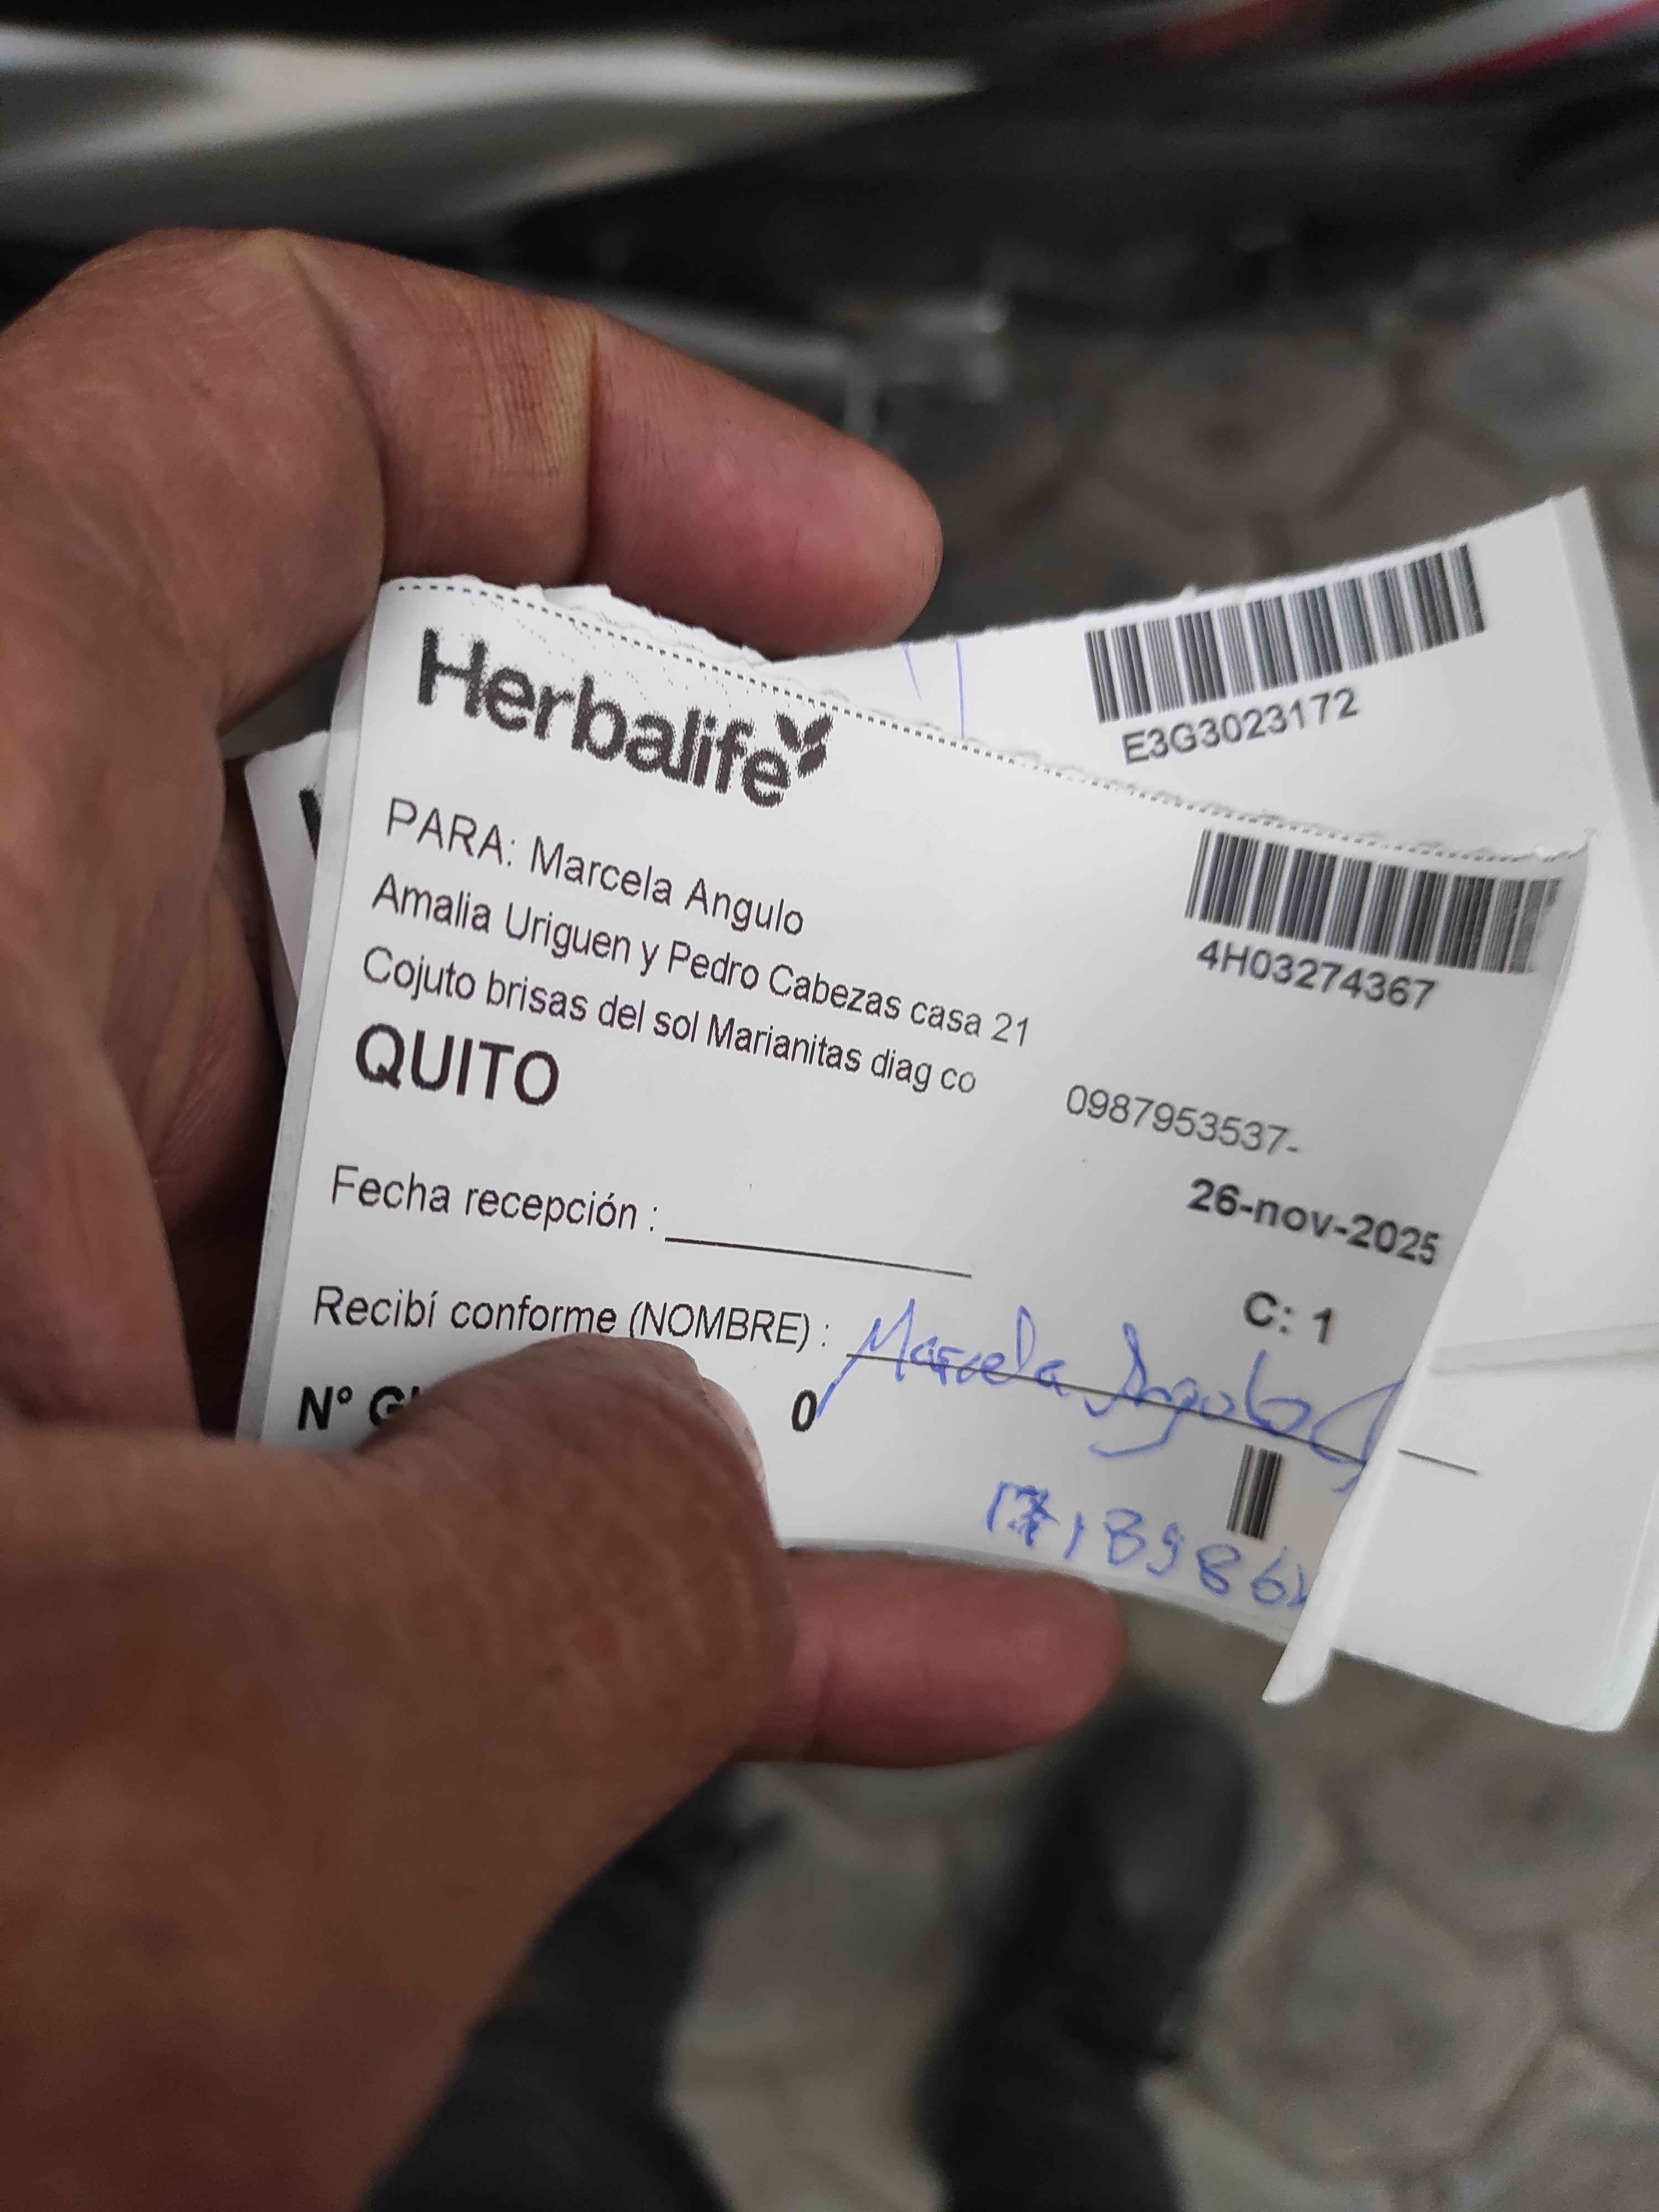 E3G3023172
Herbalife
4H03274367
PARA: Marcela Angulo
Amalia Uriguen y Pedro Cabezas casa 21
Cojuto brisas del sol Marianitas diag co
QUITO
0987953537-
26-nov-2025
Fecha recepción :
C: 1
Recibí conforme (NOMBRE) : Marcela Angulo
N° 0